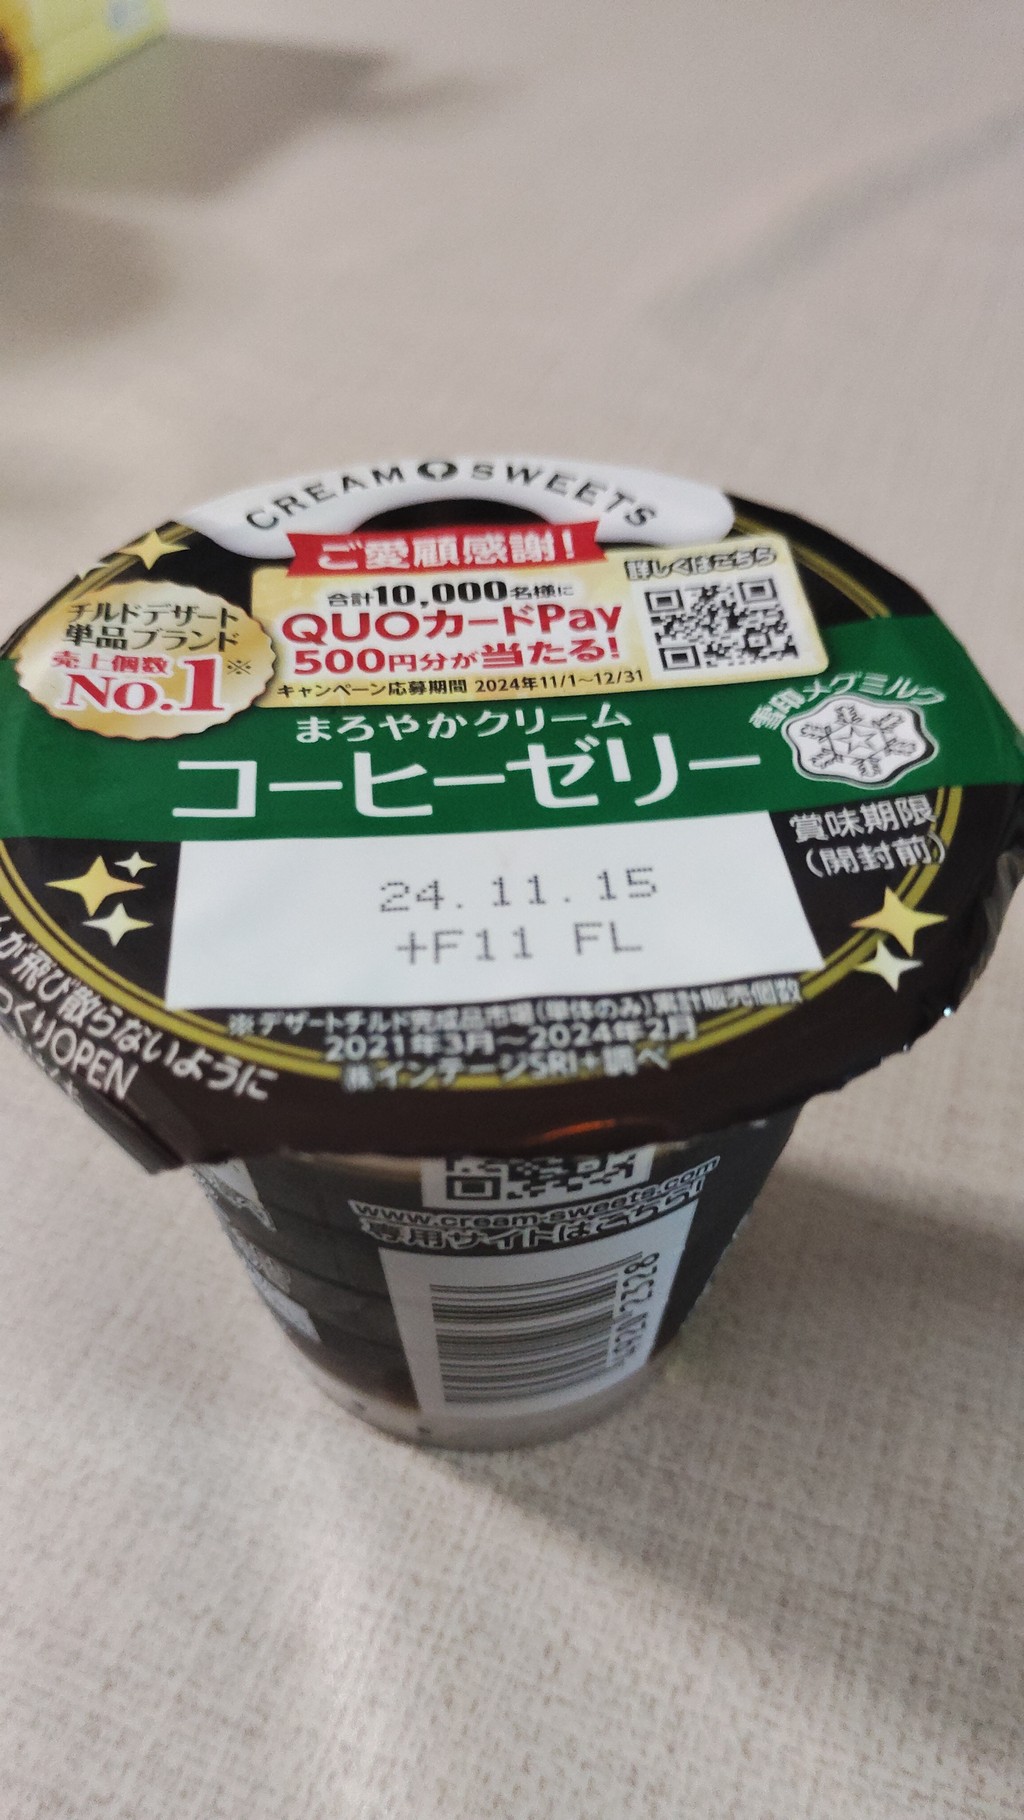 CREAM SWEETS
ご愛顧感謝!
詳しくはこちら
合計10,000名様に
QUOカードPay
500円分が当たる!
キャンペーン応募期間 2024年11/1~12/31
チルドデザート
単品ブランド
売上個数
No.1※
まろやかクリーム
コーヒーゼリー
雪印メグミルク
賞味期限
(開封前)
24.11.15
+F11 FL
が飛び散らないように
っくりOPEN
※デザートチルド完成品市場(単体のみ)累計販売個数
2021年3月~2024年2月
㈱インテージSRI+調べ
www.cream-sweets.com
専用サイトはこちら!